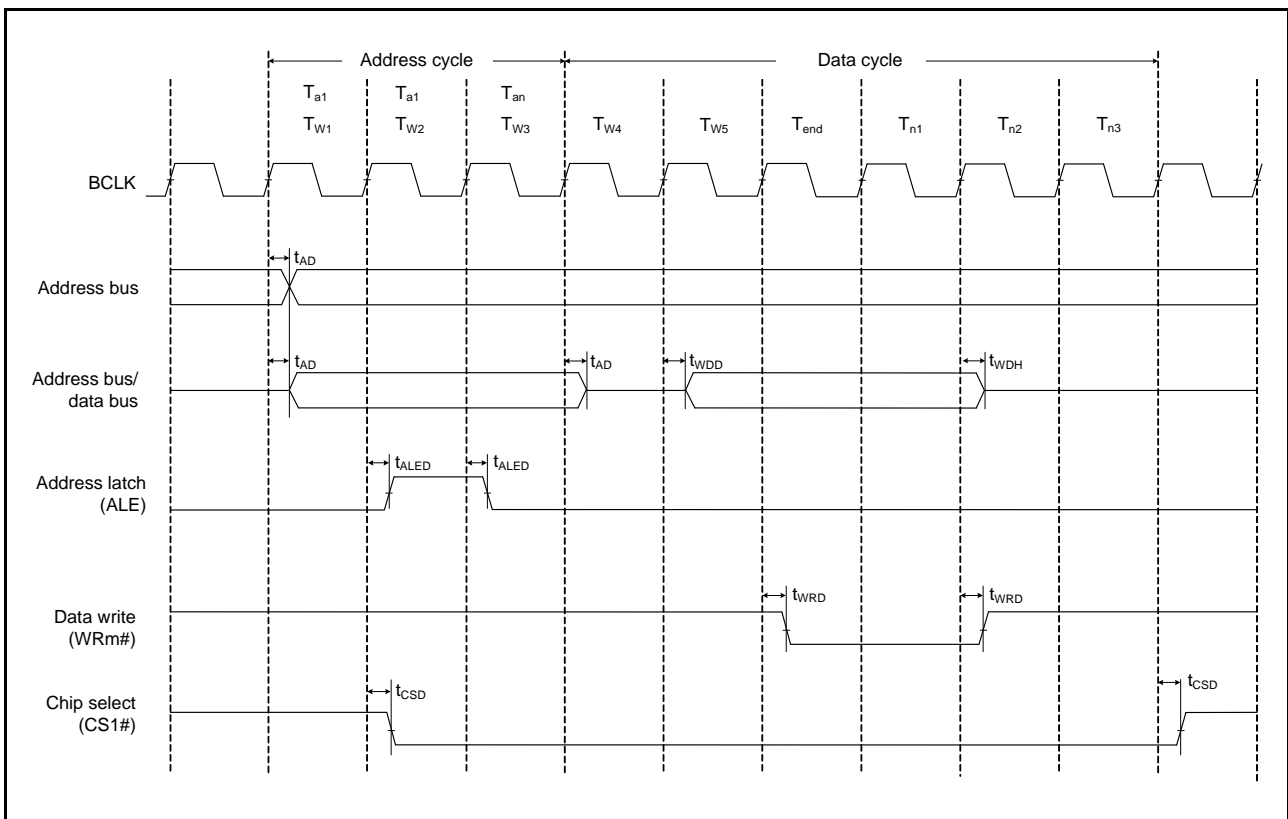 Address cycle Data cycle
Ta1 Ta1 Tan
TW1 TW2 TW3 TW4 TW5 Tend Tn1 Tn2 Tn3
BCLK
tAD
Address bus
tAD tAD tWDD tWDH
Address bus/
data bus
tALED tALED
Address latch
(ALE)
tWRD tWRD
Data write
(WRm#)
tCSD tCSD
Chip select
(CS1#)